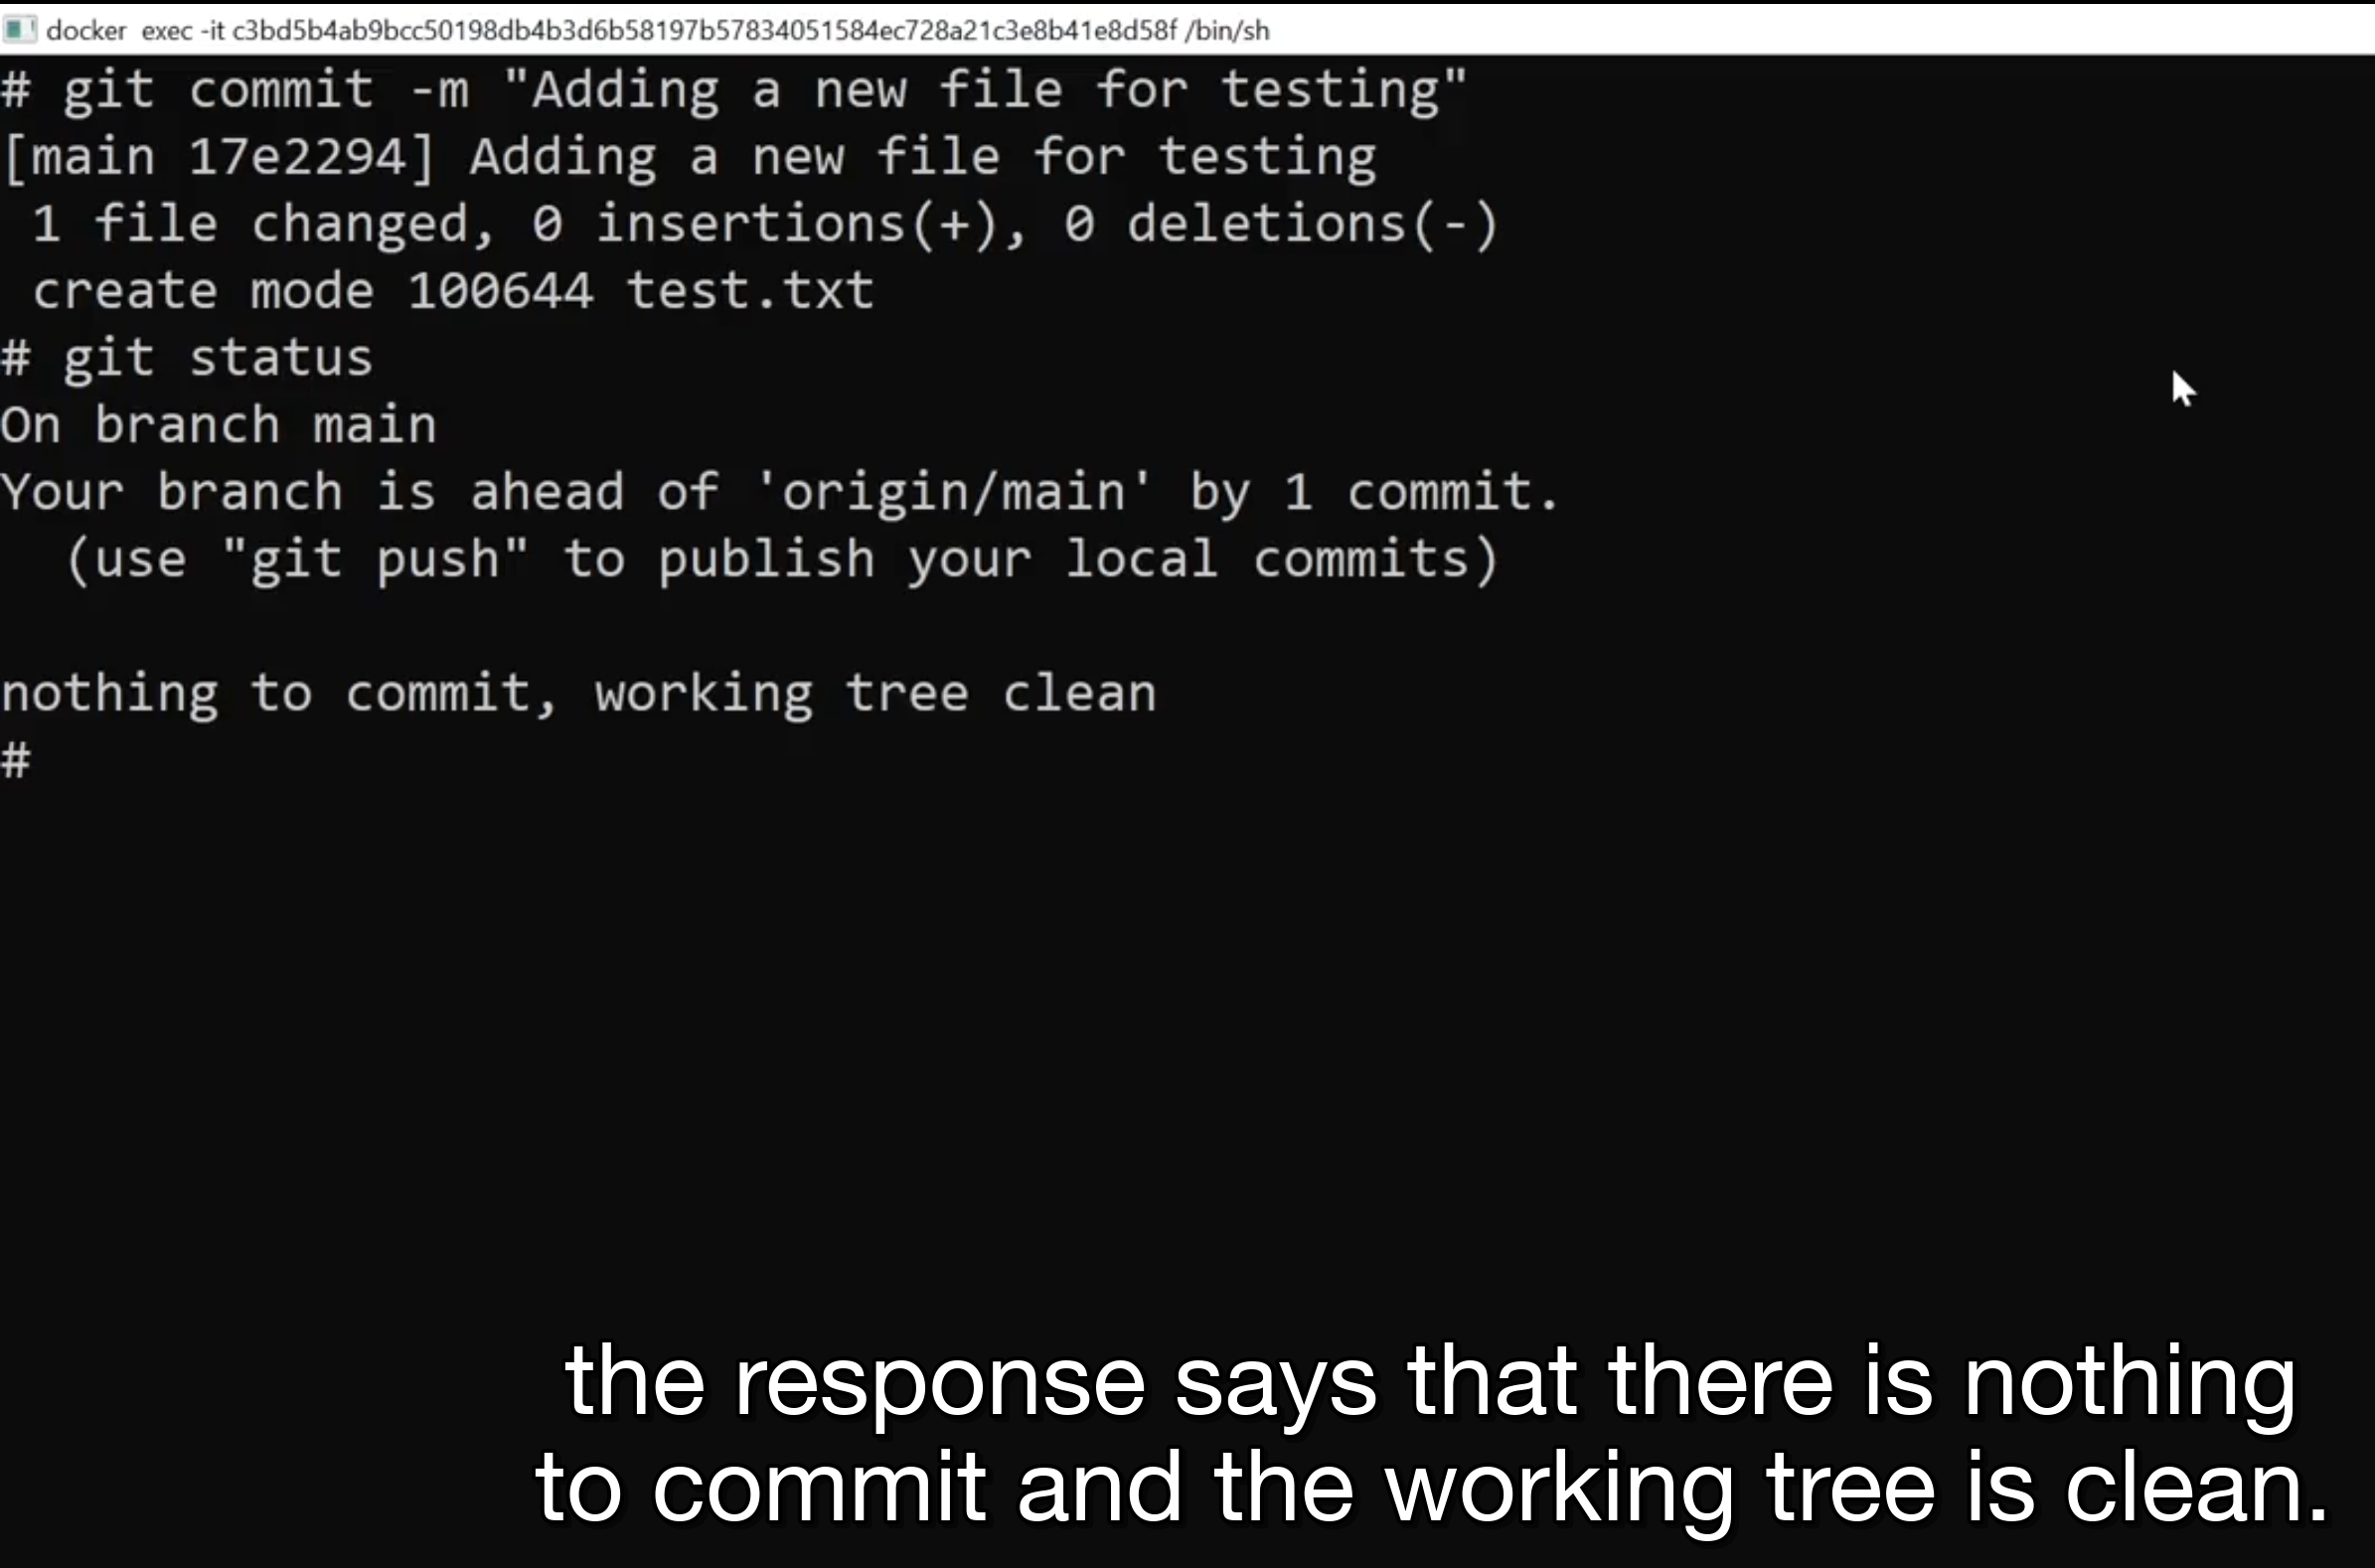 docker  exec -it c3bd5b4ab9bcc50198db4b3d6b58197b57834051584ec728a21c3e8b41e8d58f /bin/sh
# git commit -m "Adding a new file for testing"
[main 17e2294] Adding a new file for testing
 1 file changed, 0 insertions(+), 0 deletions(-)
 create mode 100644 test.txt
# git status
On branch main
Your branch is ahead of 'origin/main' by 1 commit.
  (use "git push" to publish your local commits)
nothing to commit, working tree clean
#
the response says that there is nothing
to commit and the working tree is clean.